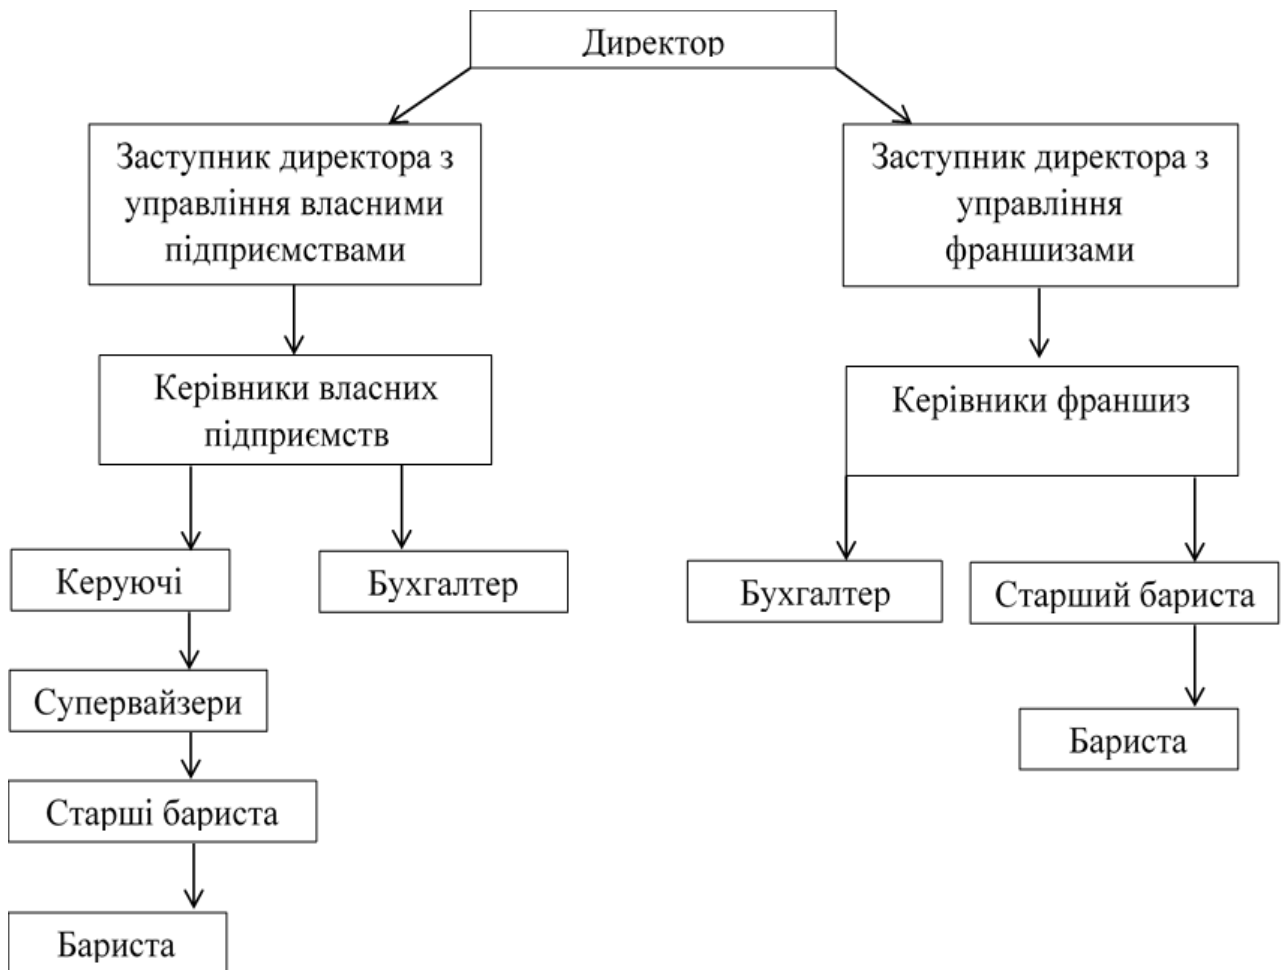 Директор
Заступник директора з
управління власними
підприємствами
Заступник директора з
управління
франшизами
Керівники власних
підприємств
Керівники франшиз
Керуючі
Бухгалтер
Бухгалтер
Старший бариста
Супервайзери
Бариста
Старші бариста
Бариста